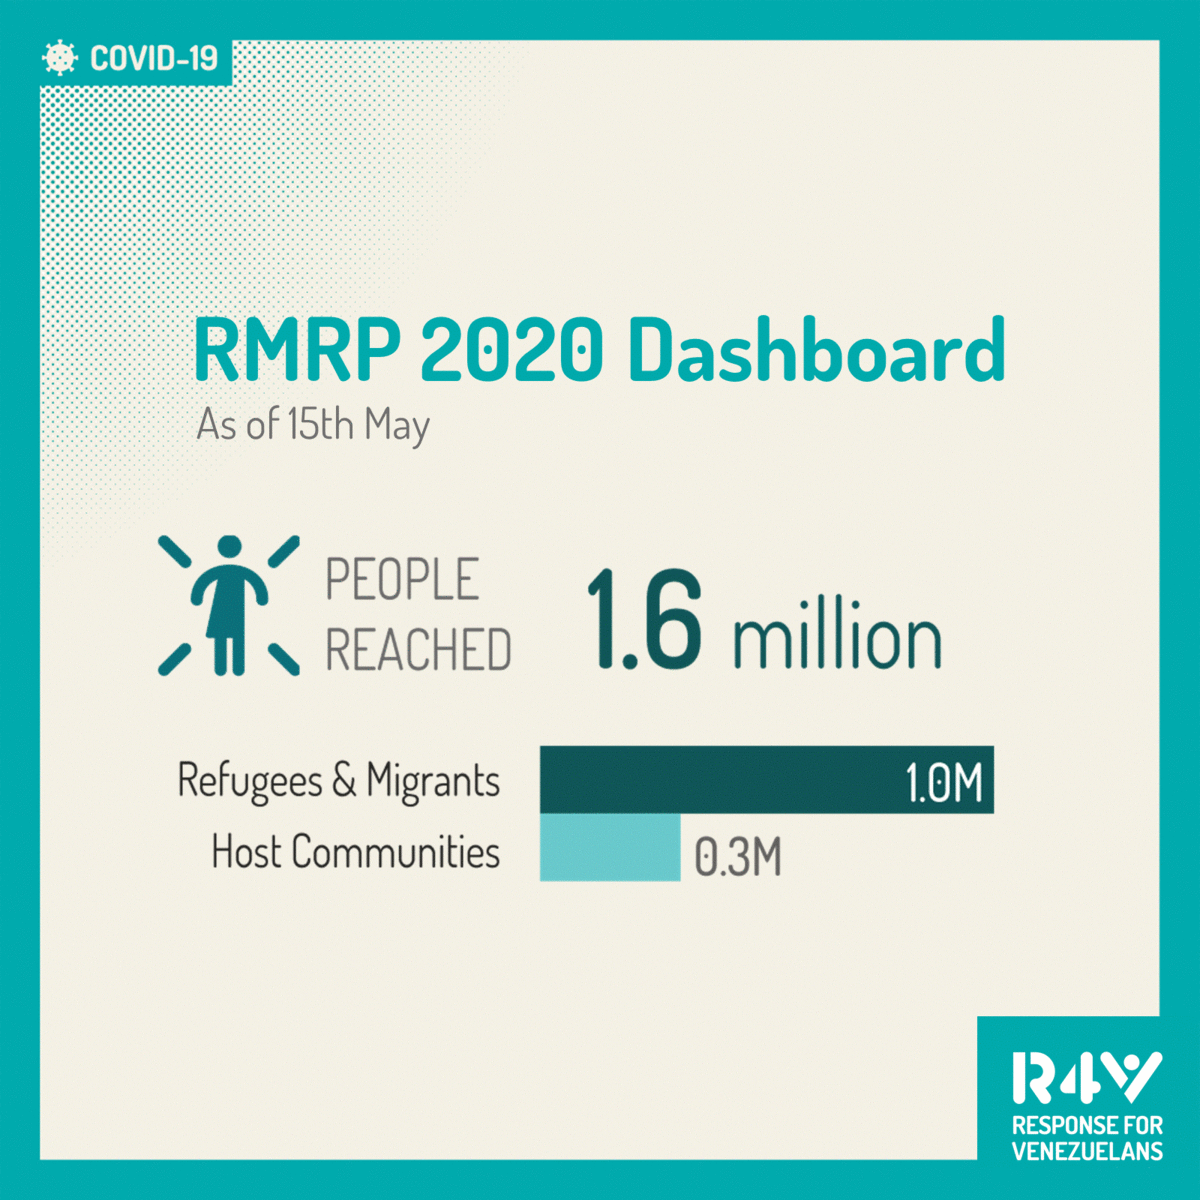 COVID-19
RMRP 2020 Dashboard
As of 15th May
PEOPLE
REACHED
1.6 million
Refugees & Migrants
1.0M
Host Communities
0.3M
R4V
RESPONSE FOR
VENEZUELANS